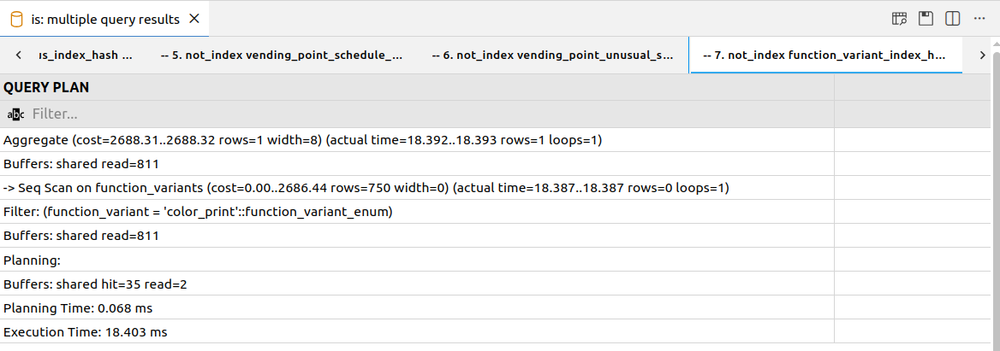 is: multiple query results
ıs_index_hash ...
-- 5. not_index vending_point_schedule_...
-- 6. not_index vending_point_unusual_s...
-- 7. not_index function_variant_index_h...
QUERY PLAN
abc Filter...
Aggregate (cost=2688.31..2688.32 rows=1 width=8) (actual time=18.392..18.393 rows=1 loops=1)
Buffers: shared read=811
-> Seq Scan on function_variants (cost=0.00..2686.44 rows=750 width=0) (actual time=18.387..18.387 rows=0 loops=1)
Filter: (function_variant = 'color_print'::function_variant_enum)
Buffers: shared read=811
Planning:
Buffers: shared hit=35 read=2
Planning Time: 0.068 ms
Execution Time: 18.403 ms